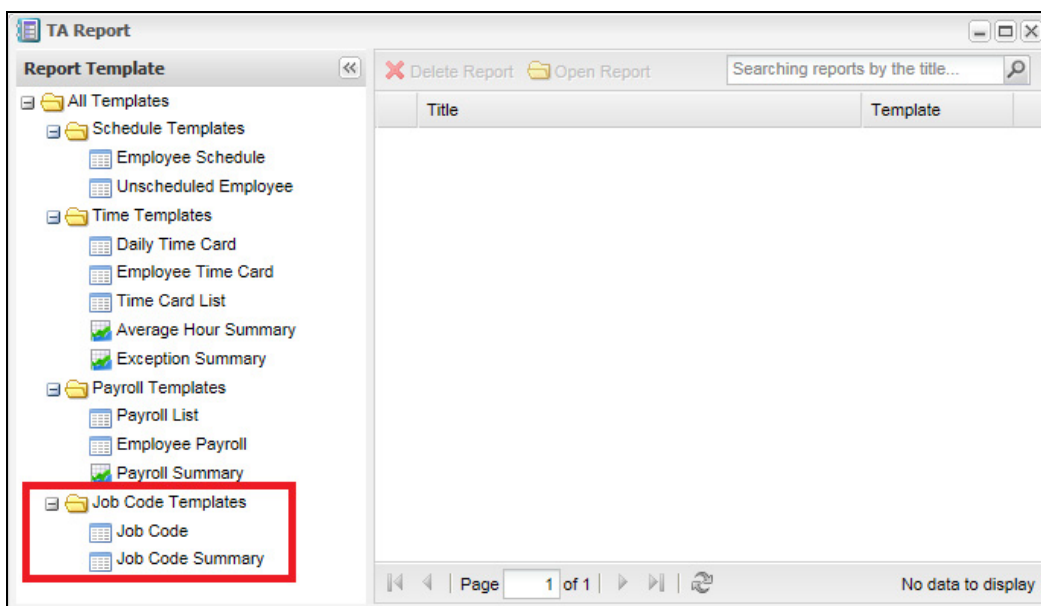 TA Report
Report Template
All Templates
Schedule Templates
Employee Schedule
Unscheduled Employee
Time Templates
Daily Time Card
Employee Time Card
Time Card List
Average Hour Summary
Exception Summary
Payroll Templates
Payroll List
Employee Payroll
Payroll Summary
Job Code Templates
Job Code
Job Code Summary
Delete Report Open Report Searching reports by the title...
Title Template
Page 1 of 1 No data to display